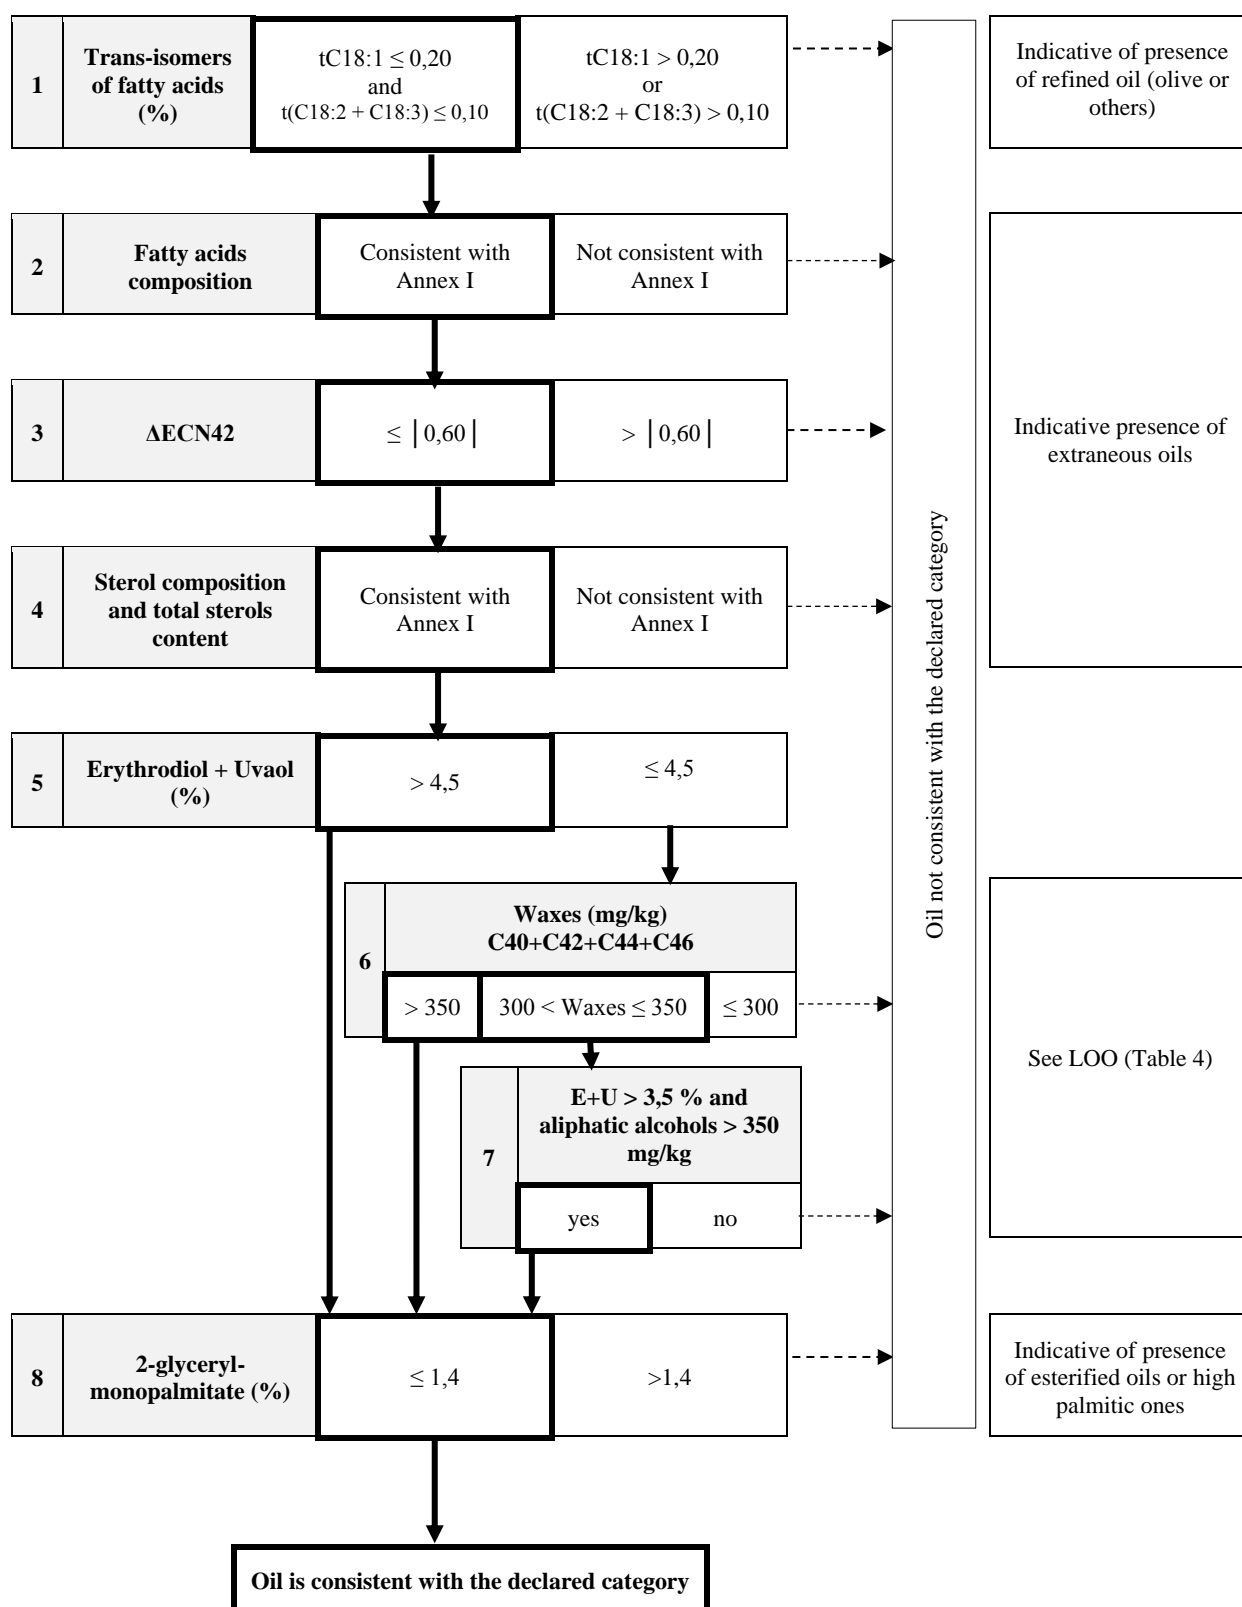 1
Trans-isomers
of fatty acids
(%)
tC18:1 ≤ 0,20
and
t(C18:2 + C18:3) ≤ 0,10
tC18:1 > 0,20
or
t(C18:2 + C18:3) > 0,10
Indicative of presence
of refined oil (olive or
others)
2
Fatty acids
composition
Consistent with
Annex I
Not consistent with
Annex I
3
ΔECN42
≤ |0,60|
> |0,60|
Indicative presence of
extraneous oils
4
Sterol composition
and total sterols
content
Consistent with
Annex I
Not consistent with
Annex I
Oil not consistent with the declared category
5
Erythrodiol + Uvaol
(%)
> 4,5
≤ 4,5
6
Waxes (mg/kg)
C40+C42+C44+C46
> 350
300 < Waxes ≤ 350
≤ 300
See LOO (Table 4)
7
E+U > 3,5 % and
aliphatic alcohols > 350
mg/kg
yes
no
8
2-glyceryl-
monopalmitate (%)
≤ 1,4
>1,4
Indicative of presence
of esterified oils or high
palmitic ones
Oil is consistent with the declared category